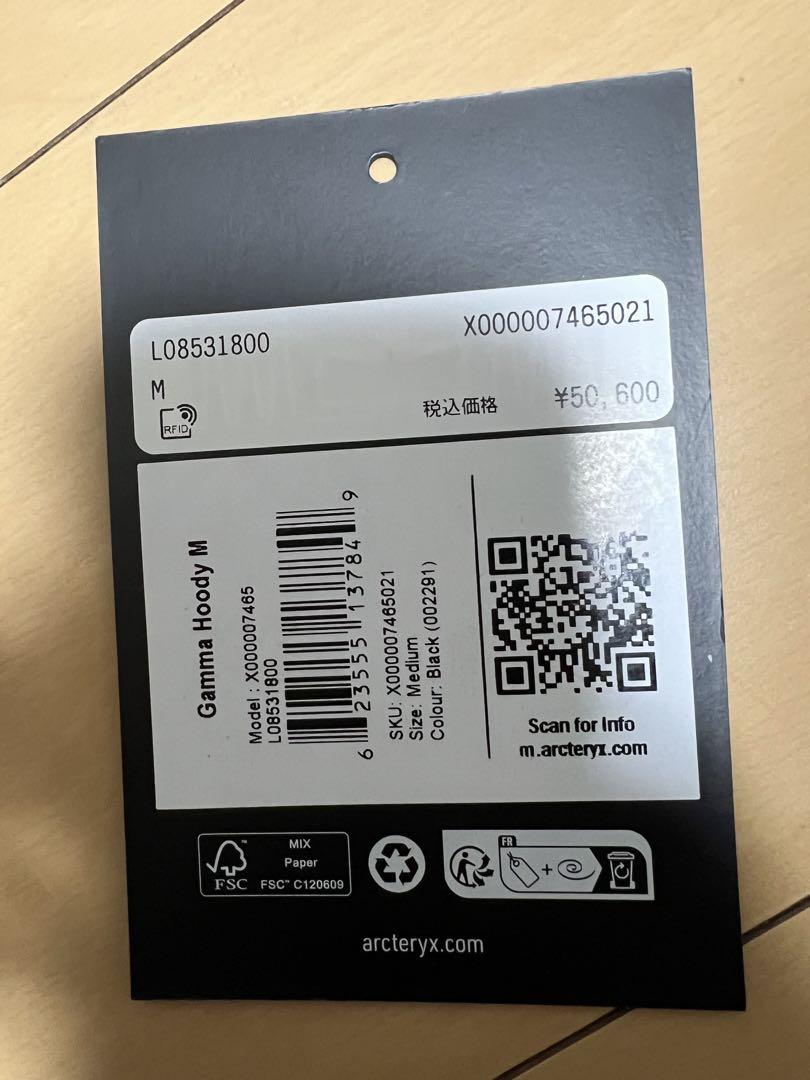 L08531800
X000007465021
M
RFID
税込価格
¥50,600
Gamma Hoody M
Model : X000007465
L08531800
6 23555 13784 9
SKU: X000007465021
Size: Medium
Colour: Black (002291)
Scan for Info
m.arcteryx.com
FSC™
MIX
Paper
FSC™ C120609
FR
+
arcteryx.com